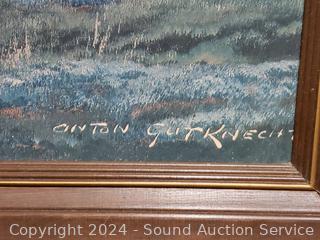 ANTON GUTKNECHT
Copyright 2024 - Sound Auction Service